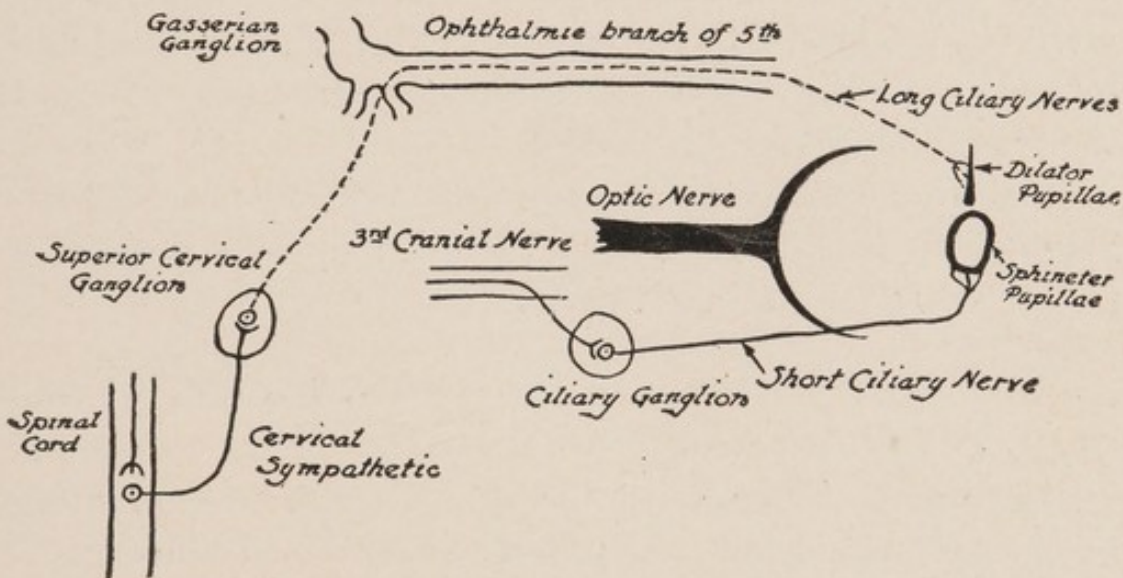 Gasserian
Ganglion
Ophthalmic branch of 5th
Long Ciliary Nerves
Dilator
Pupillae
Optic Nerve
3rd Cranial Nerve
Superior Cervical
Ganglion
Sphincter
Pupillae
Ciliary Ganglion
Short Ciliary Nerve
Spinal
Cord
Cervical
Sympathetic